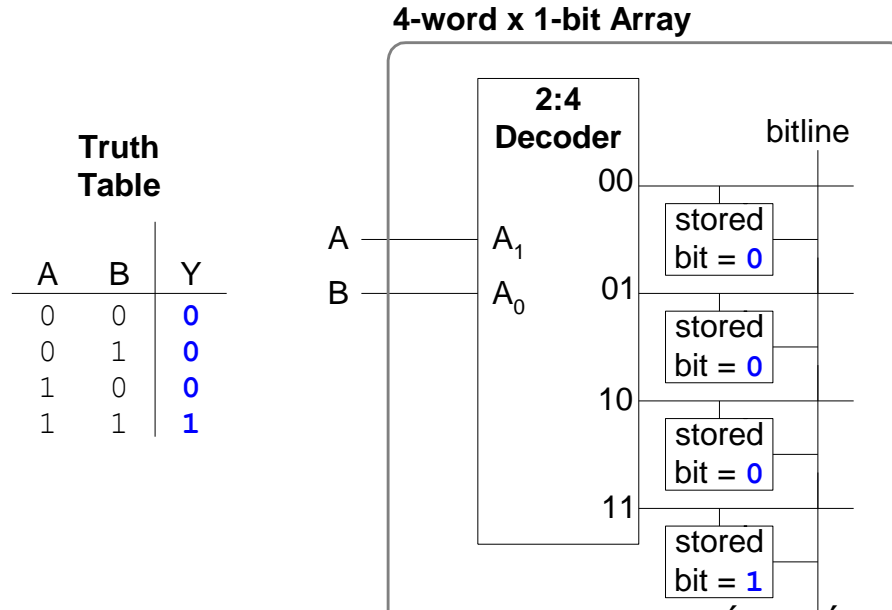 4-word x 1-bit Array
Truth
Table
A B Y
0 0 0
0 1 0
1 0 0
1 1 1
2:4
Decoder
A
B
A₁
A₀
00
01
10
11
bitline
stored
bit = 0
stored
bit = 0
stored
bit = 0
stored
bit = 1